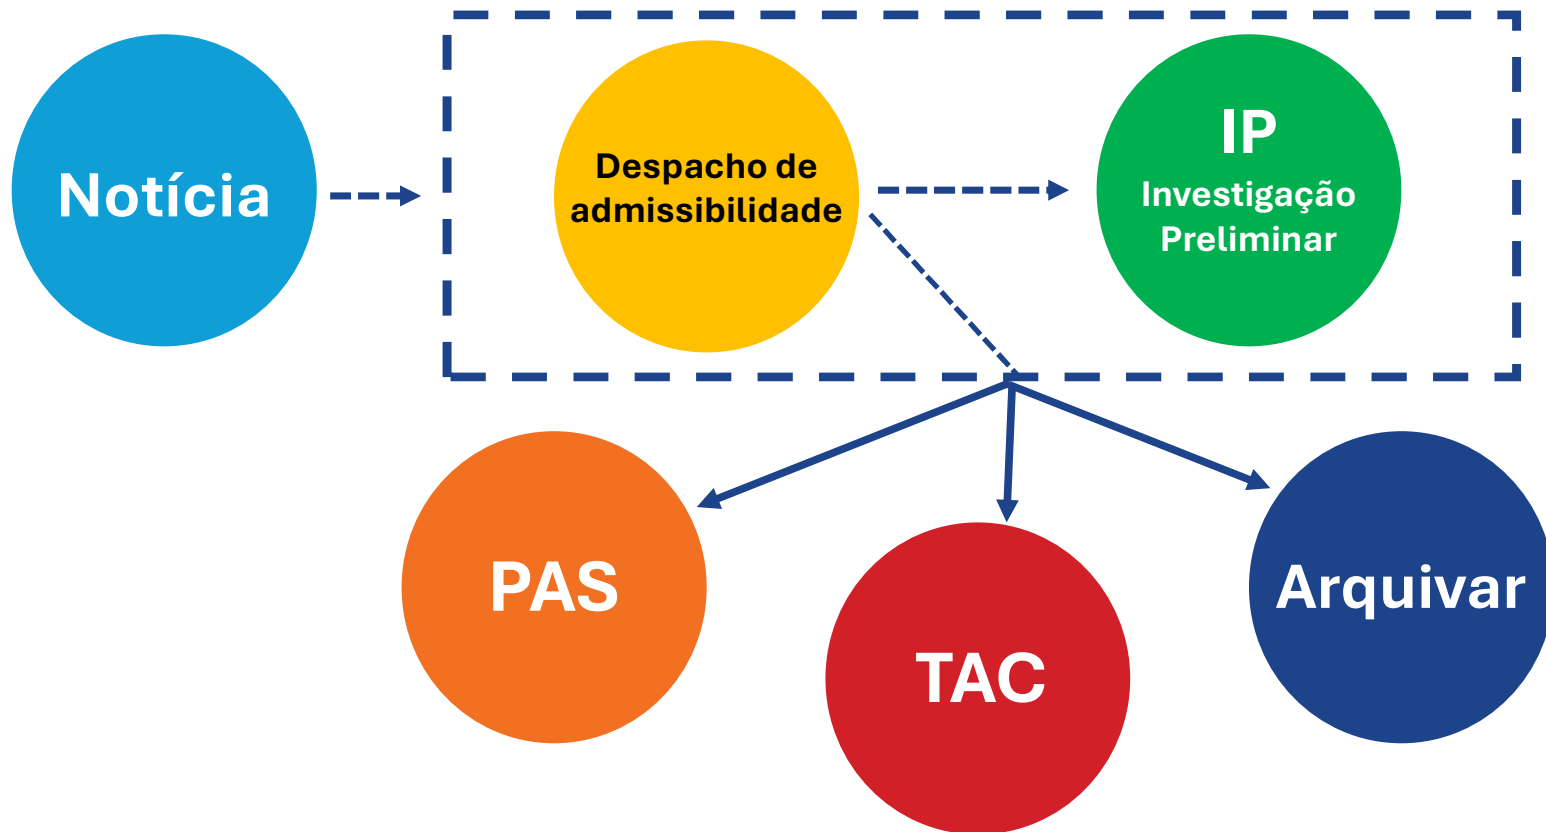 Notícia
Despacho de
admissibilidade
IP
Investigação
Preliminar
PAS
TAC
Arquivar